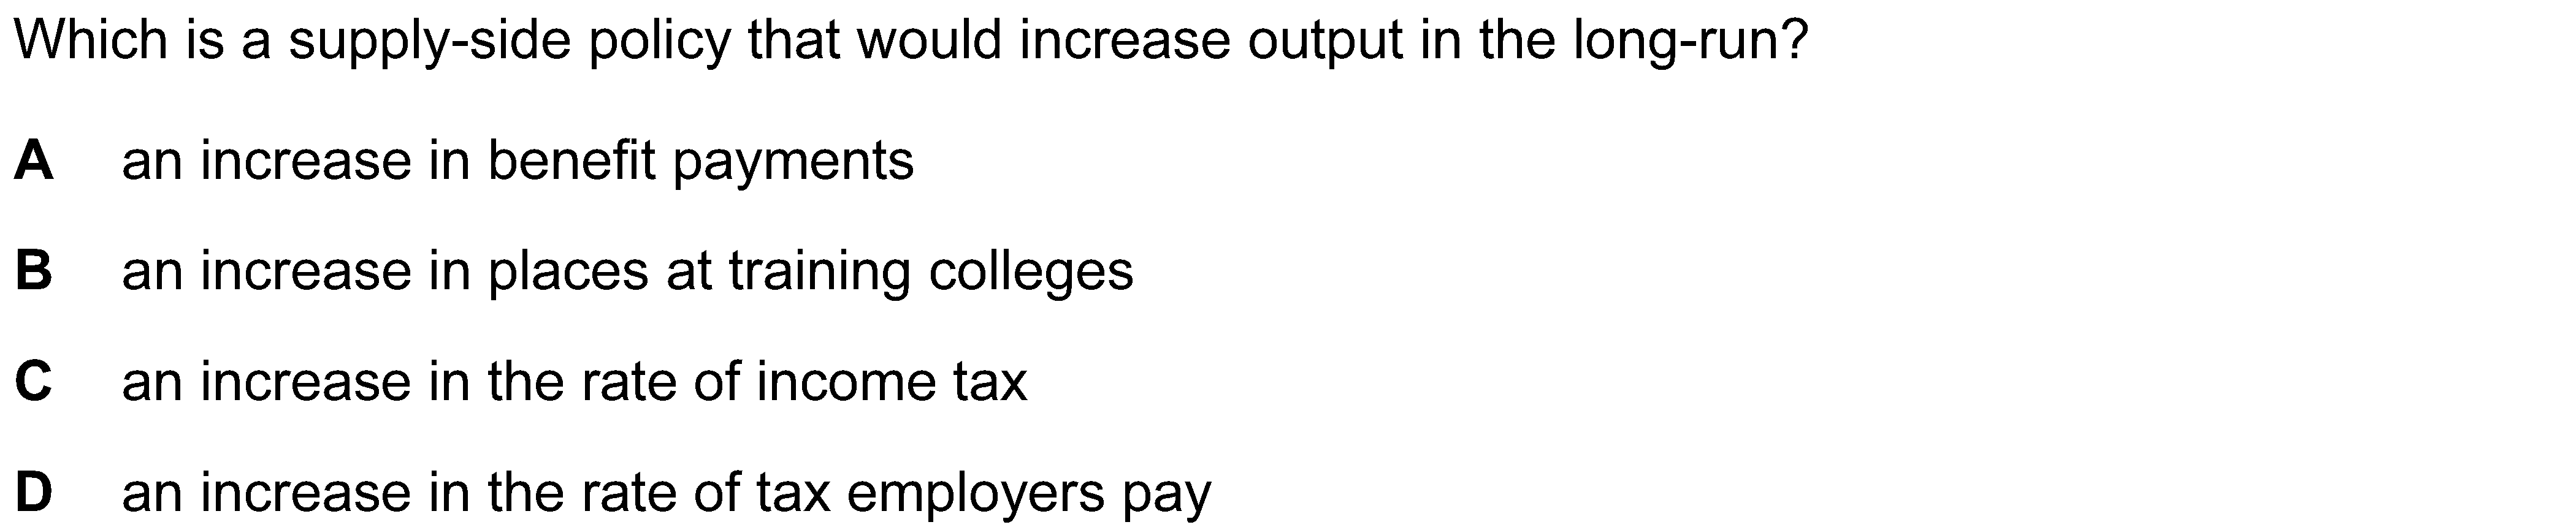 Which is a supply-side policy that would increase output in the long-run?
A an increase in benefit payments
B an increase in places at training colleges
C an increase in the rate of income tax
D an increase in the rate of tax employers pay